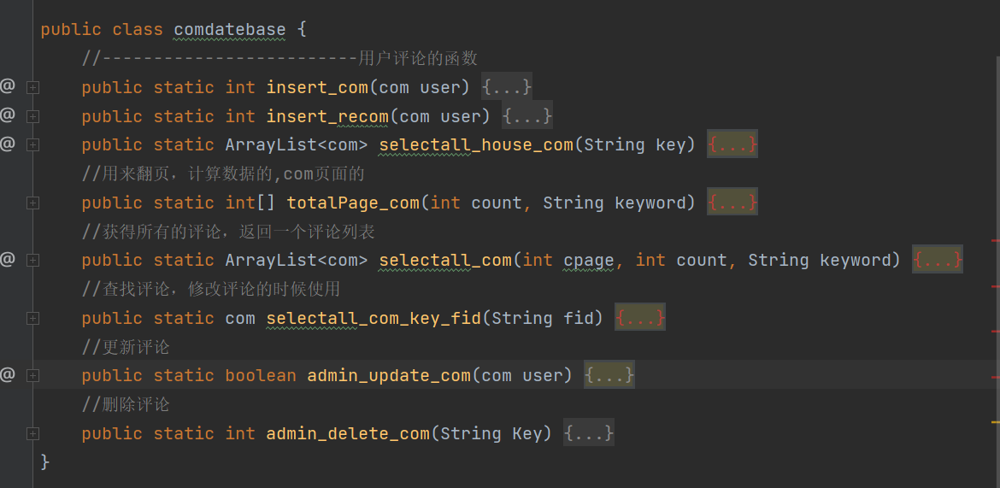 public class comdatebase {
//-------------------------用户评论的函数
@ public static int insert_com(com user) {...}
@ public static int insert_recom(com user) {...}
@ public static ArrayList<com> selectall_house_com(String key) {...}
//用来翻页，计算数据的,com页面的
public static int[] totalPage_com(int count, String keyword) {...}
//获得所有的评论，返回一个评论列表
@ public static ArrayList<com> selectall_com(int cpage, int count, String keyword) {...}
//查找评论，修改评论的时候使用
public static com selectall_com_key_fid(String fid) {...}
//更新评论
@ public static boolean admin_update_com(com user) {...}
//删除评论
public static int admin_delete_com(String Key) {...}
}